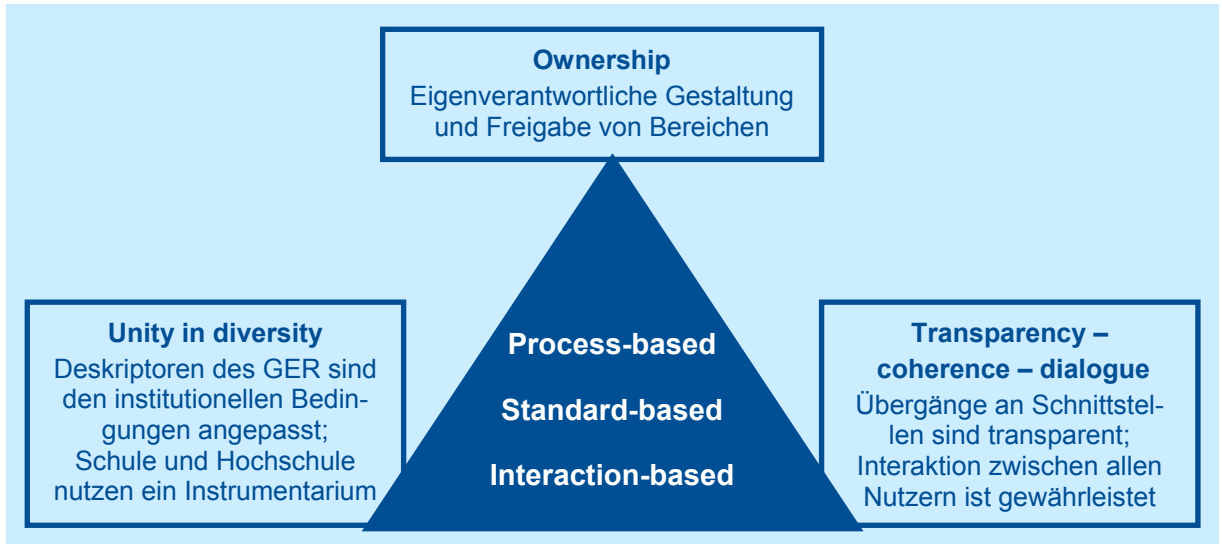 Ownership
Eigenverantwortliche Gestaltung
und Freigabe von Bereichen
Unity in diversity
Deskriptoren des GER sind
den institutionellen Bedin-
gungen angepasst;
Schule und Hochschule
nutzen ein Instrumentarium
Process-based
Standard-based
Interaction-based
Transparency –
coherence – dialogue
Übergänge an Schnittstel-
len sind transparent;
Interaktion zwischen allen
Nutzern ist gewährleistet